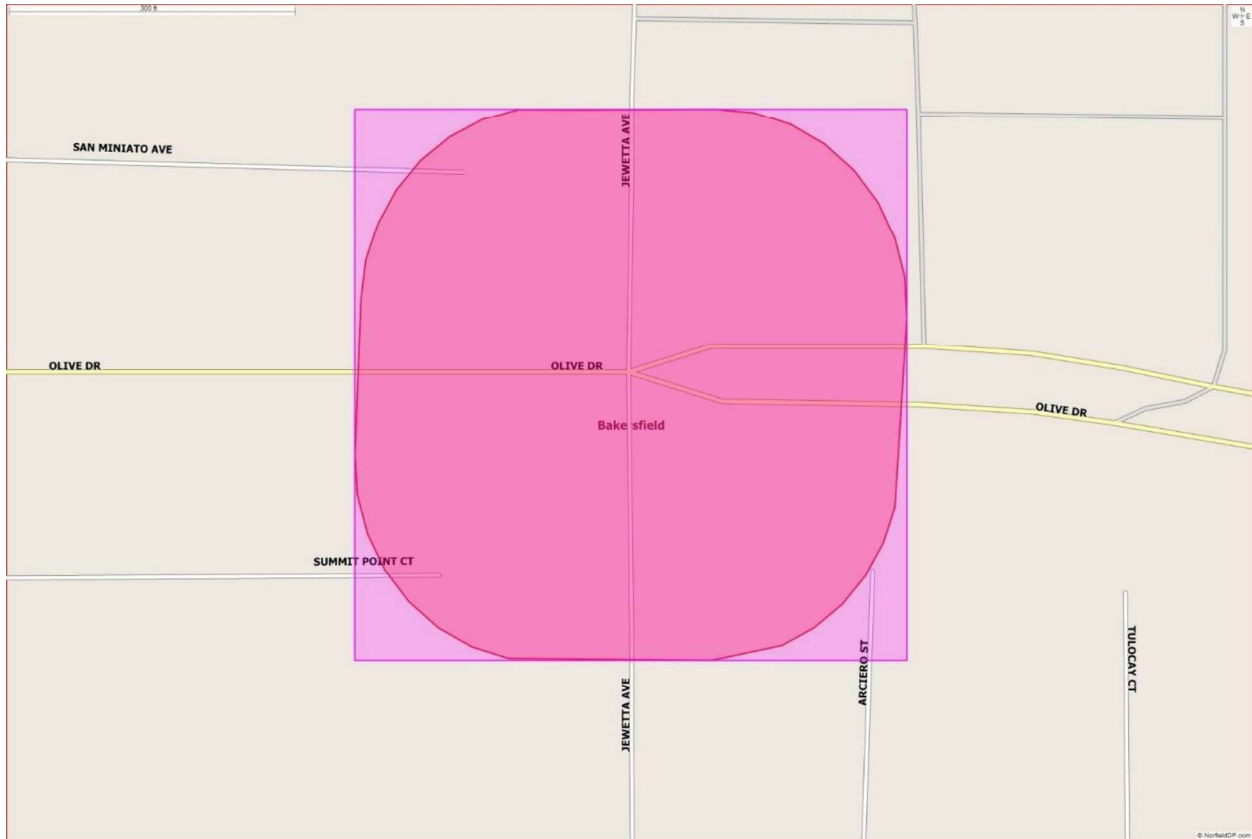 300 ft
N
W E
S
JEWETTA AVE
SAN MINIATO AVE
OLIVE DR
OLIVE DR
OLIVE DR
Bakersfield
SUMMIT POINT CT
ARCIERO ST
TULOCAY CT
JEWETTA AVE
© NorfieldDP.com